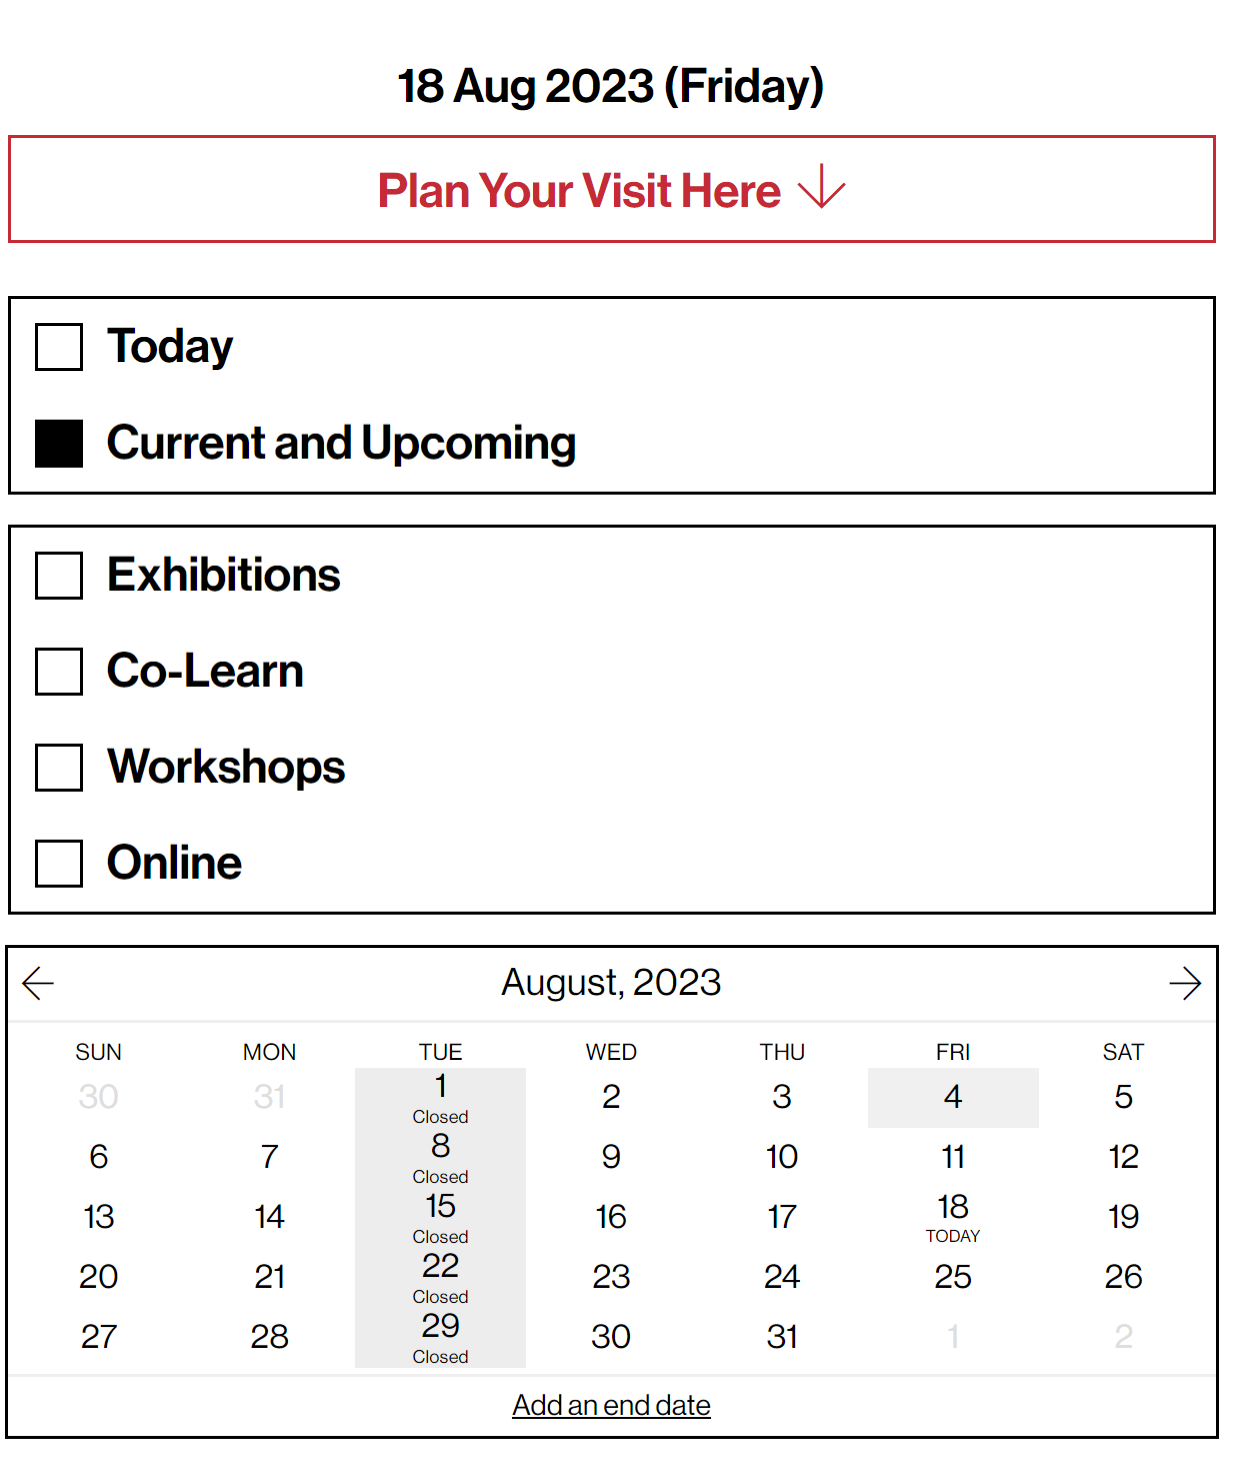 18 Aug 2023 (Friday)
Plan Your Visit Here ↓
Today
Current and Upcoming
Exhibitions
Co-Learn
Workshops
Online
← August, 2023 →
SUN MON TUE WED THU FRI SAT
30 31 1 2 3 4 5
Closed
6 7 8 9 10 11 12
Closed
13 14 15 16 17 18 19
Closed TODAY
20 21 22 23 24 25 26
Closed
27 28 29 30 31 1 2
Closed
Add an end date